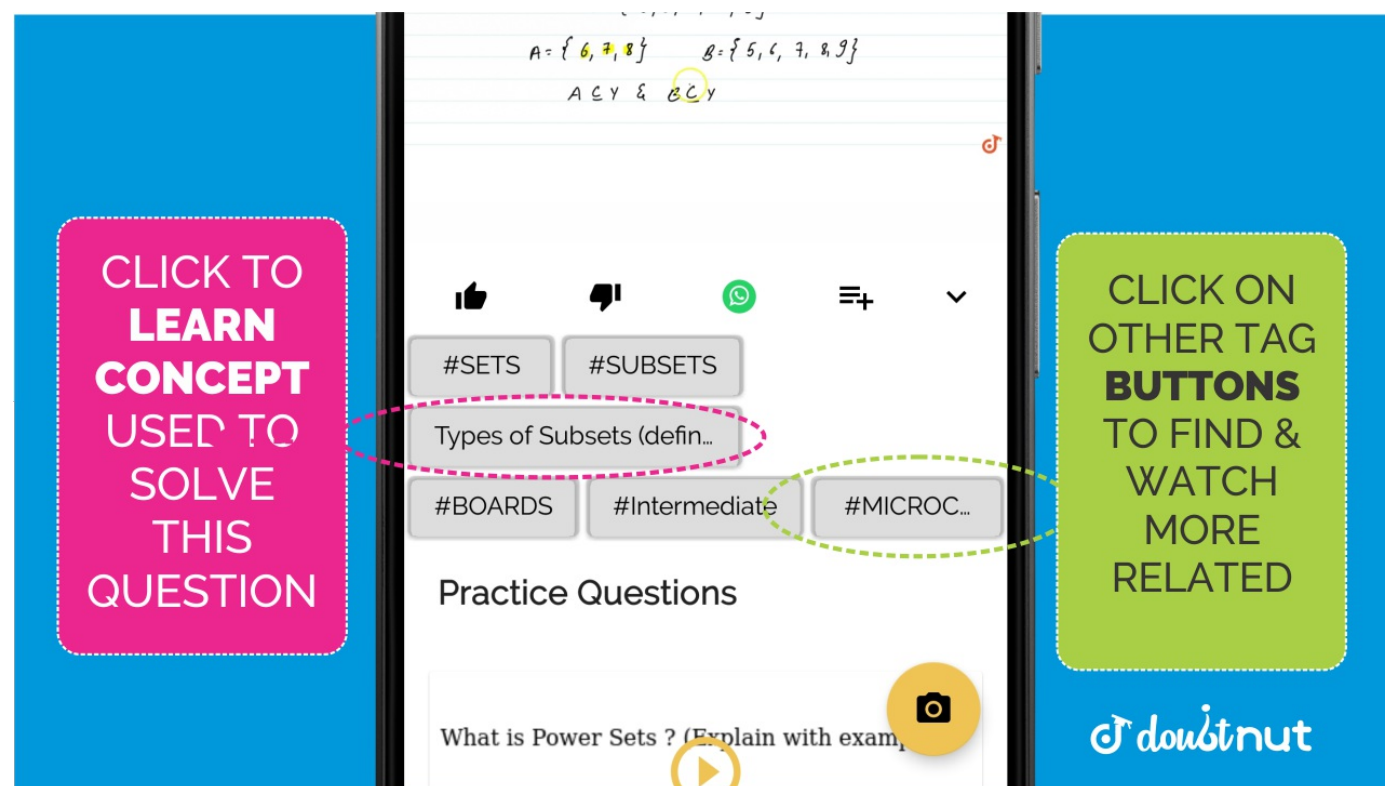 A = { 6, 7, 8} B = { 5, 6, 7, 8, 9}
A ⊆ Y & B ⊆ Y
CLICK TO
LEARN
CONCEPT
USED TO
SOLVE
THIS
QUESTION
#SETS #SUBSETS
Types of Subsets (defin...
#BOARDS #Intermediate #MICROC...
Practice Questions
What is Power Sets ? (Explain with
CLICK ON
OTHER TAG
BUTTONS
TO FIND &
WATCH
MORE
RELATED
doubtnut